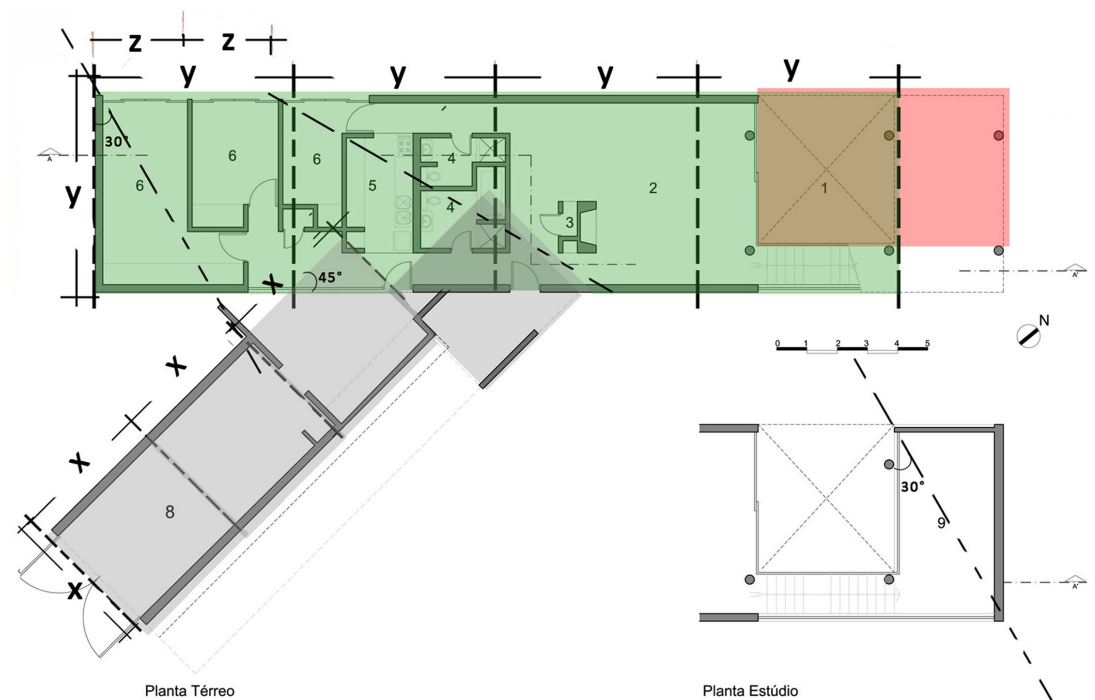 z z
y y y y
30°
A
6 6 6 5 4 4 3 2 1
y
x 45°
A'
N
0 1 2 3 4 5
x
x
30°
9
8
x
A'
Planta Térreo
Planta Estúdio